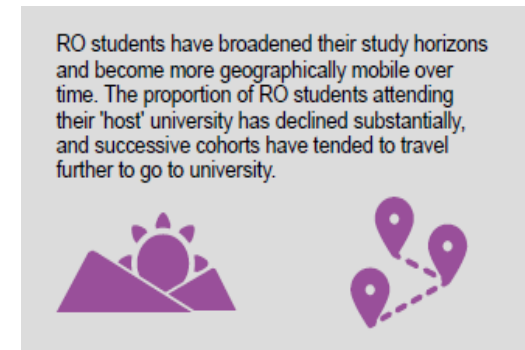 RO students have broadened their study horizons
and become more geographically mobile over
time. The proportion of RO students attending
their 'host' university has declined substantially,
and successive cohorts have tended to travel
further to go to university.